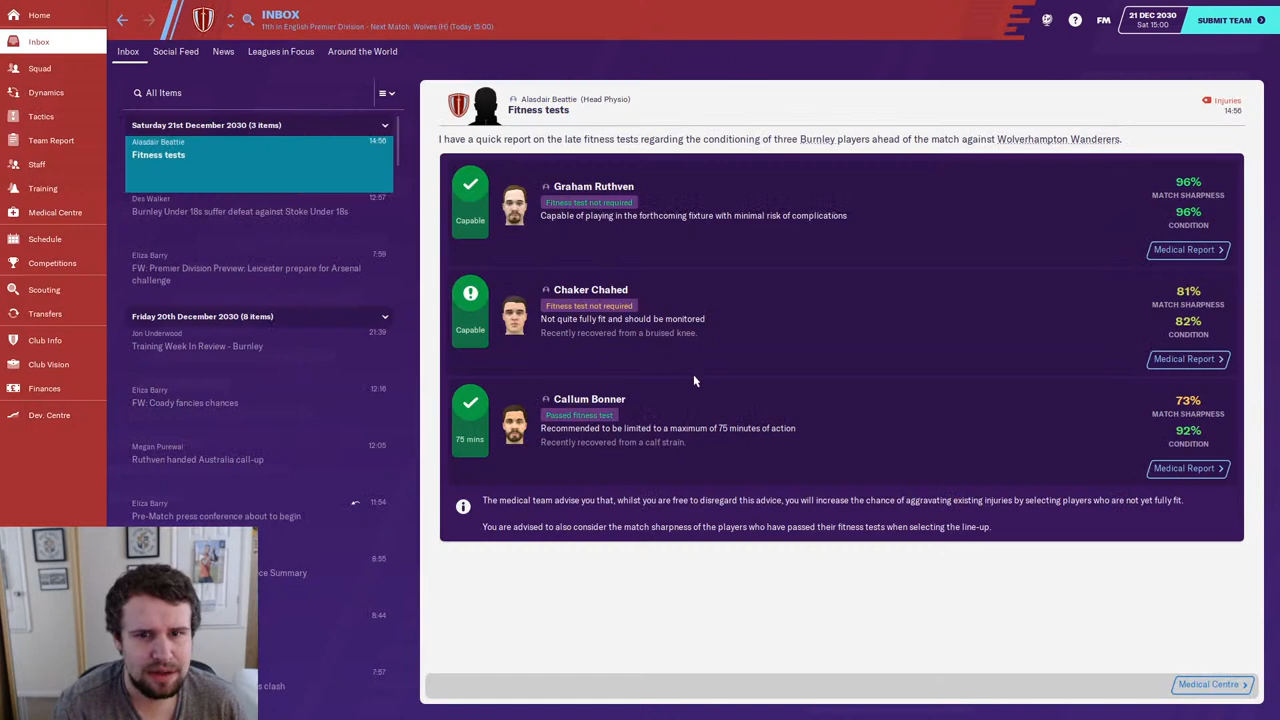 Home
Inbox
Squad
Dynamics
Tactics
Team Report
Staff
Training
Medical Centre
Schedule
Competitions
Scouting
Transfers
Club Info
Club Vision
Finances
Dev. Centre
INBOX
11th in English Premier Division - Next Match: Wolves (H) (Today 15:00)
FM
21 DEC 2030
Sat 15:00
SUBMIT TEAM
Inbox
Social Feed
News
Leagues in Focus
Around the World
All Items
Saturday 21st December 2030 (3 items)
Alasdair Beattie
14:56
Fitness tests
Des Walker
12:57
Burnley Under 18s suffer defeat against Stoke Under 18s
Eliza Barry
7:59
FW: Premier Division Preview: Leicester prepare for Arsenal
challenge
Friday 20th December 2030 (8 items)
Jon Underwood
21:39
Training Week In Review - Burnley
Eliza Barry
12:16
FW: Coady fancies chances
Megan Purewal
12:05
Ruthven handed Australia call-up
Eliza Barry
11:54
Pre-Match press conference about to begin
8:55
ce Summary
8:44
7:57
s clash
Alasdair Beattie (Head Physio)
Fitness tests
Injuries
14:56
I have a quick report on the late fitness tests regarding the conditioning of three Burnley players ahead of the match against Wolverhampton Wanderers.
Capable
Graham Ruthven
Fitness test not required
Capable of playing in the forthcoming fixture with minimal risk of complications
96%
MATCH SHARPNESS
96%
CONDITION
Medical Report
Capable
Chaker Chahed
Fitness test not required
Not quite fully fit and should be monitored
Recently recovered from a bruised knee.
81%
MATCH SHARPNESS
82%
CONDITION
Medical Report
75 mins
Callum Bonner
Passed fitness test
Recommended to be limited to a maximum of 75 minutes of action
Recently recovered from a calf strain.
73%
MATCH SHARPNESS
92%
CONDITION
Medical Report
The medical team advise you that, whilst you are free to disregard this advice, you will increase the chance of aggravating existing injuries by selecting players who are not yet fully fit.
You are advised to also consider the match sharpness of the players who have passed their fitness tests when selecting the line-up.
Medical Centre